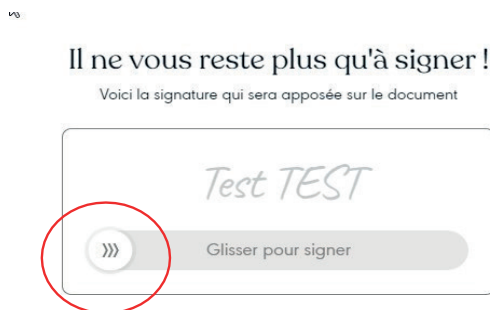 Il ne vous reste plus qu'à signer !
Voici la signature qui sera apposée sur le document
Test TEST
Glisser pour signer